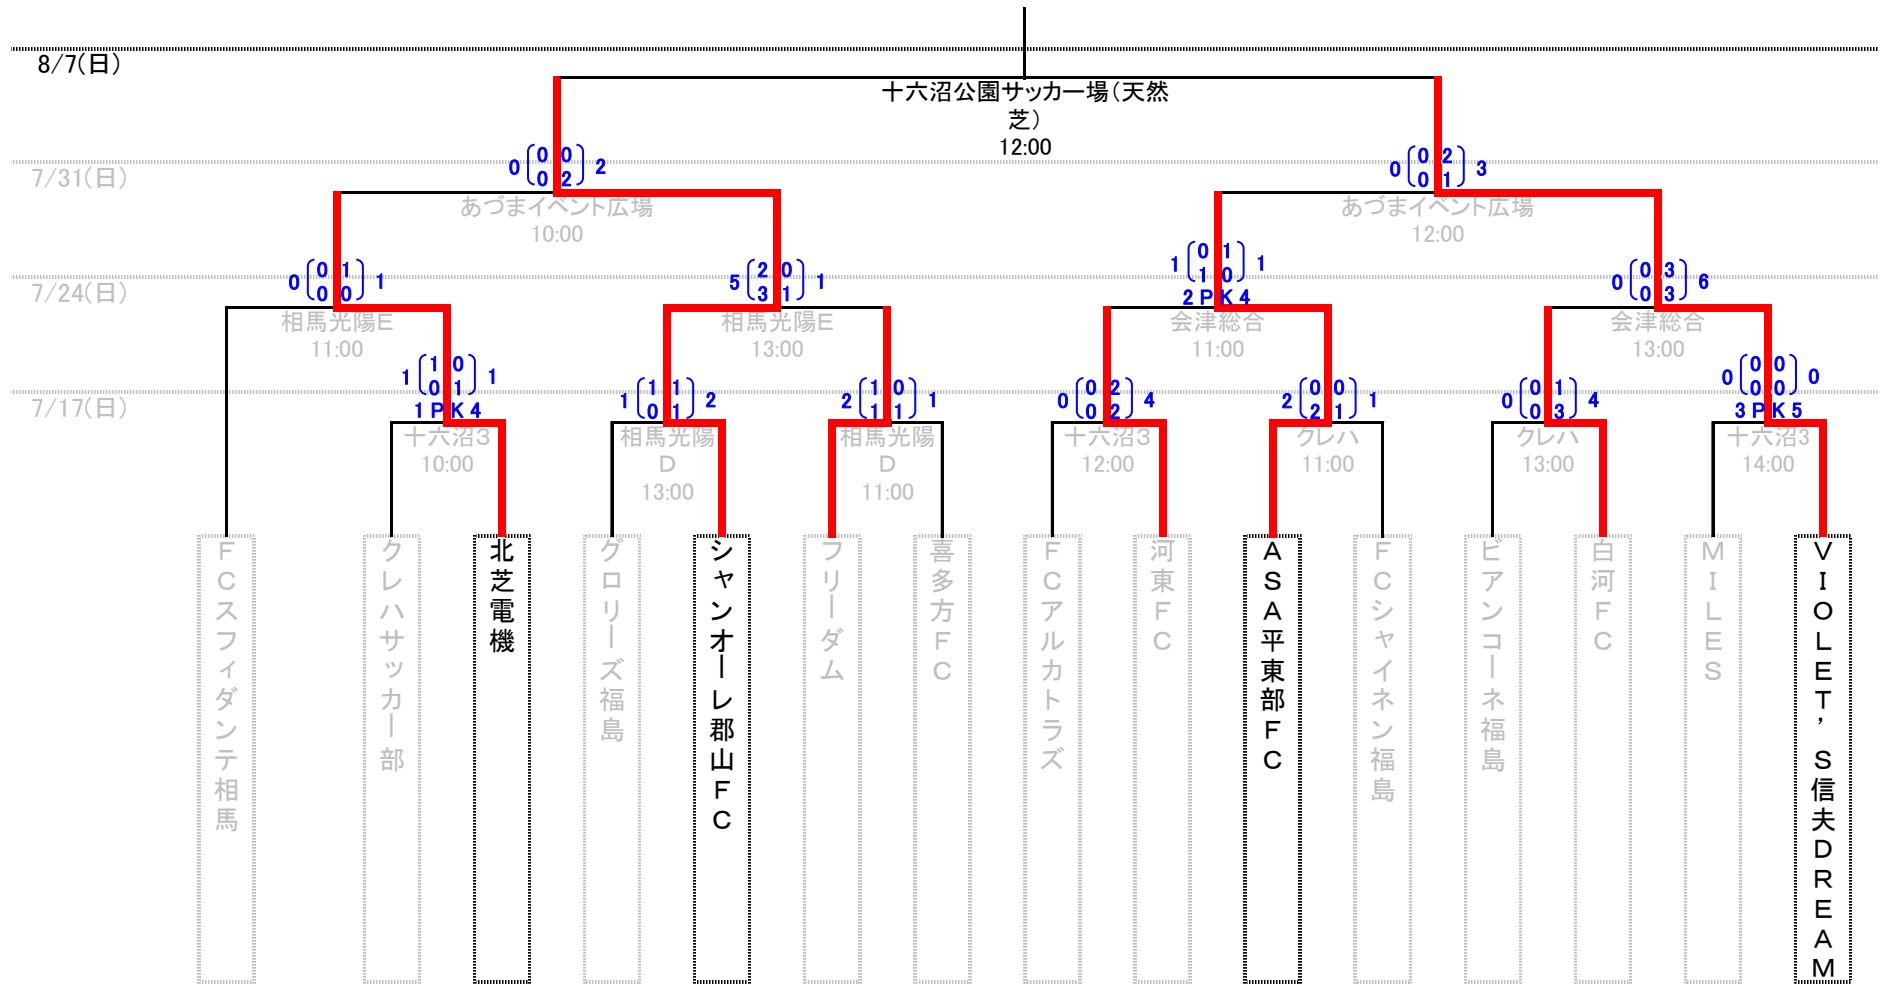 8/7(日)
十六沼公園サッカー場(天然
芝)
12:00
7/31(日)
0 0 0 2
0 2
あづまイベント広場
10:00
0 0 2 3
0 1
あづまイベント広場
12:00
7/24(日)
0 0 1 1
0 0
相馬光陽E
11:00
5 2 0 1
3 1
相馬光陽E
13:00
1 0 1 1
1 0
2 P K 4
会津総合
11:00
0 0 3 6
0 3
会津総合
13:00
7/17(日)
1 1 0 1
0 1
1 P K 4
十六沼3
10:00
1 1 1 2
0 1
相馬光陽
D
13:00
2 1 0 1
1 1
相馬光陽
D
11:00
0 0 2 4
0 2
十六沼3
12:00
2 0 0 1
2 1
クレハ
11:00
0 0 1 4
0 3
クレハ
13:00
0 0 0 0
0 0
3 P K 5
十六沼3
14:00
FCスフィダンテ相馬
クレハサッカー部
北芝電機
グロリーズ福島
シャンオーレ郡山FC
フリーダム
喜多方FC
FCアルカトラズ
河東FC
ASA平東部FC
FCシャイネン福島
ビアンコーネ福島
白河FC
MILES
VIOLET’S信夫DREAM